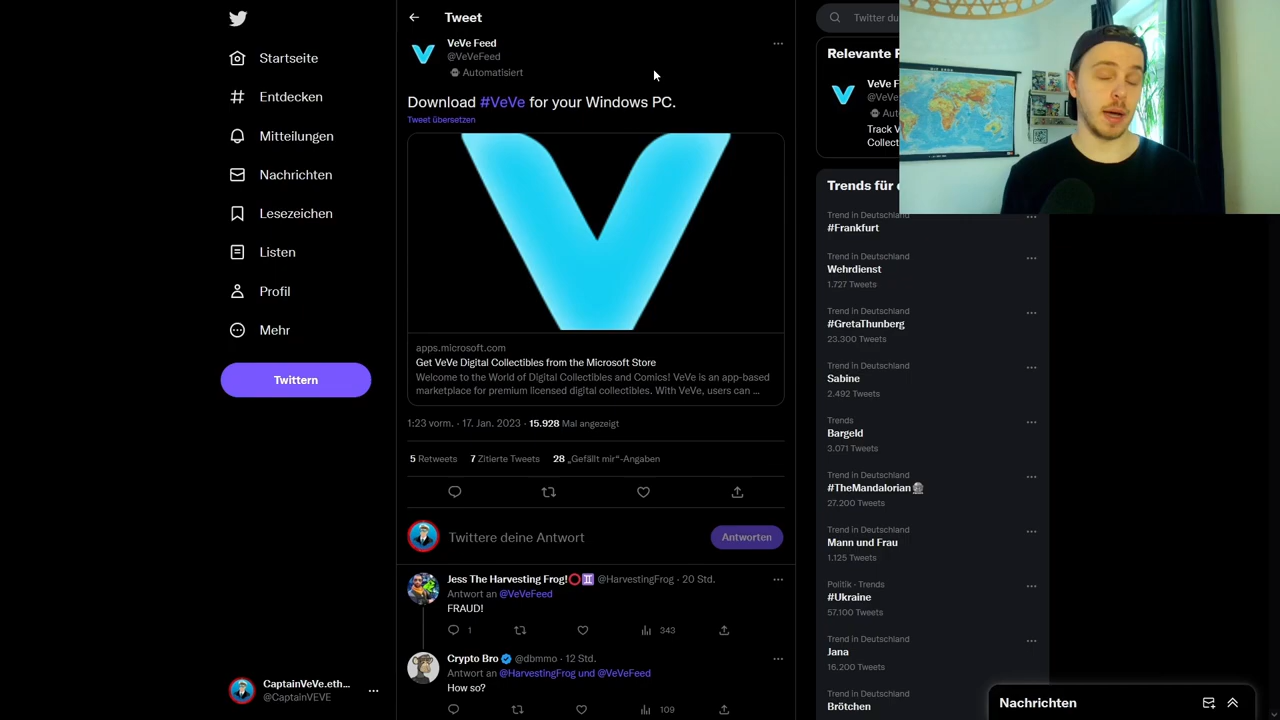 Startseite
Entdecken
Mitteilungen
Nachrichten
Lesezeichen
Listen
Profil
Mehr
Twittern
CaptainVeVe.eth...
@CaptainVEVE
Tweet
VeVe Feed
@VeVeFeed
Automatisiert
Download #VeVe for your Windows PC.
Tweet übersetzen
apps.microsoft.com
Get VeVe Digital Collectibles from the Microsoft Store
Welcome to the World of Digital Collectibles and Comics! VeVe is an app-based
marketplace for premium licensed digital collectibles. With VeVe, users can ...
1:23 vorm. · 17. Jan. 2023 · 15.928 Mal angezeigt
5 Retweets 7 Zitierte Tweets 28 „Gefällt mir“-Angaben
Twittere deine Antwort
Antworten
Jess The Harvesting Frog! @HarvestingFrog · 20 Std.
Antwort an @VeVeFeed
FRAUD!
1 343
Crypto Bro @dbmmo · 12 Std.
Antwort an @HarvestingFrog und @VeVeFeed
How so?
109
Twitter du
Relevante
VeVe F
@VeVe
Aut
Track V
Collect
Trends für
Trend in Deutschland
#Frankfurt
Trend in Deutschland
Wehrdienst
1.727 Tweets
Trend in Deutschland
#GretaThunberg
23.300 Tweets
Trend in Deutschland
Sabine
2.492 Tweets
Trends
Bargeld
3.071 Tweets
Trend in Deutschland
#TheMandalorian
27.200 Tweets
Trend in Deutschland
Mann und Frau
1.125 Tweets
Politik · Trends
#Ukraine
57.100 Tweets
Trend in Deutschland
Jana
16.200 Tweets
Trend in Deutschland
Brötchen
Nachrichten